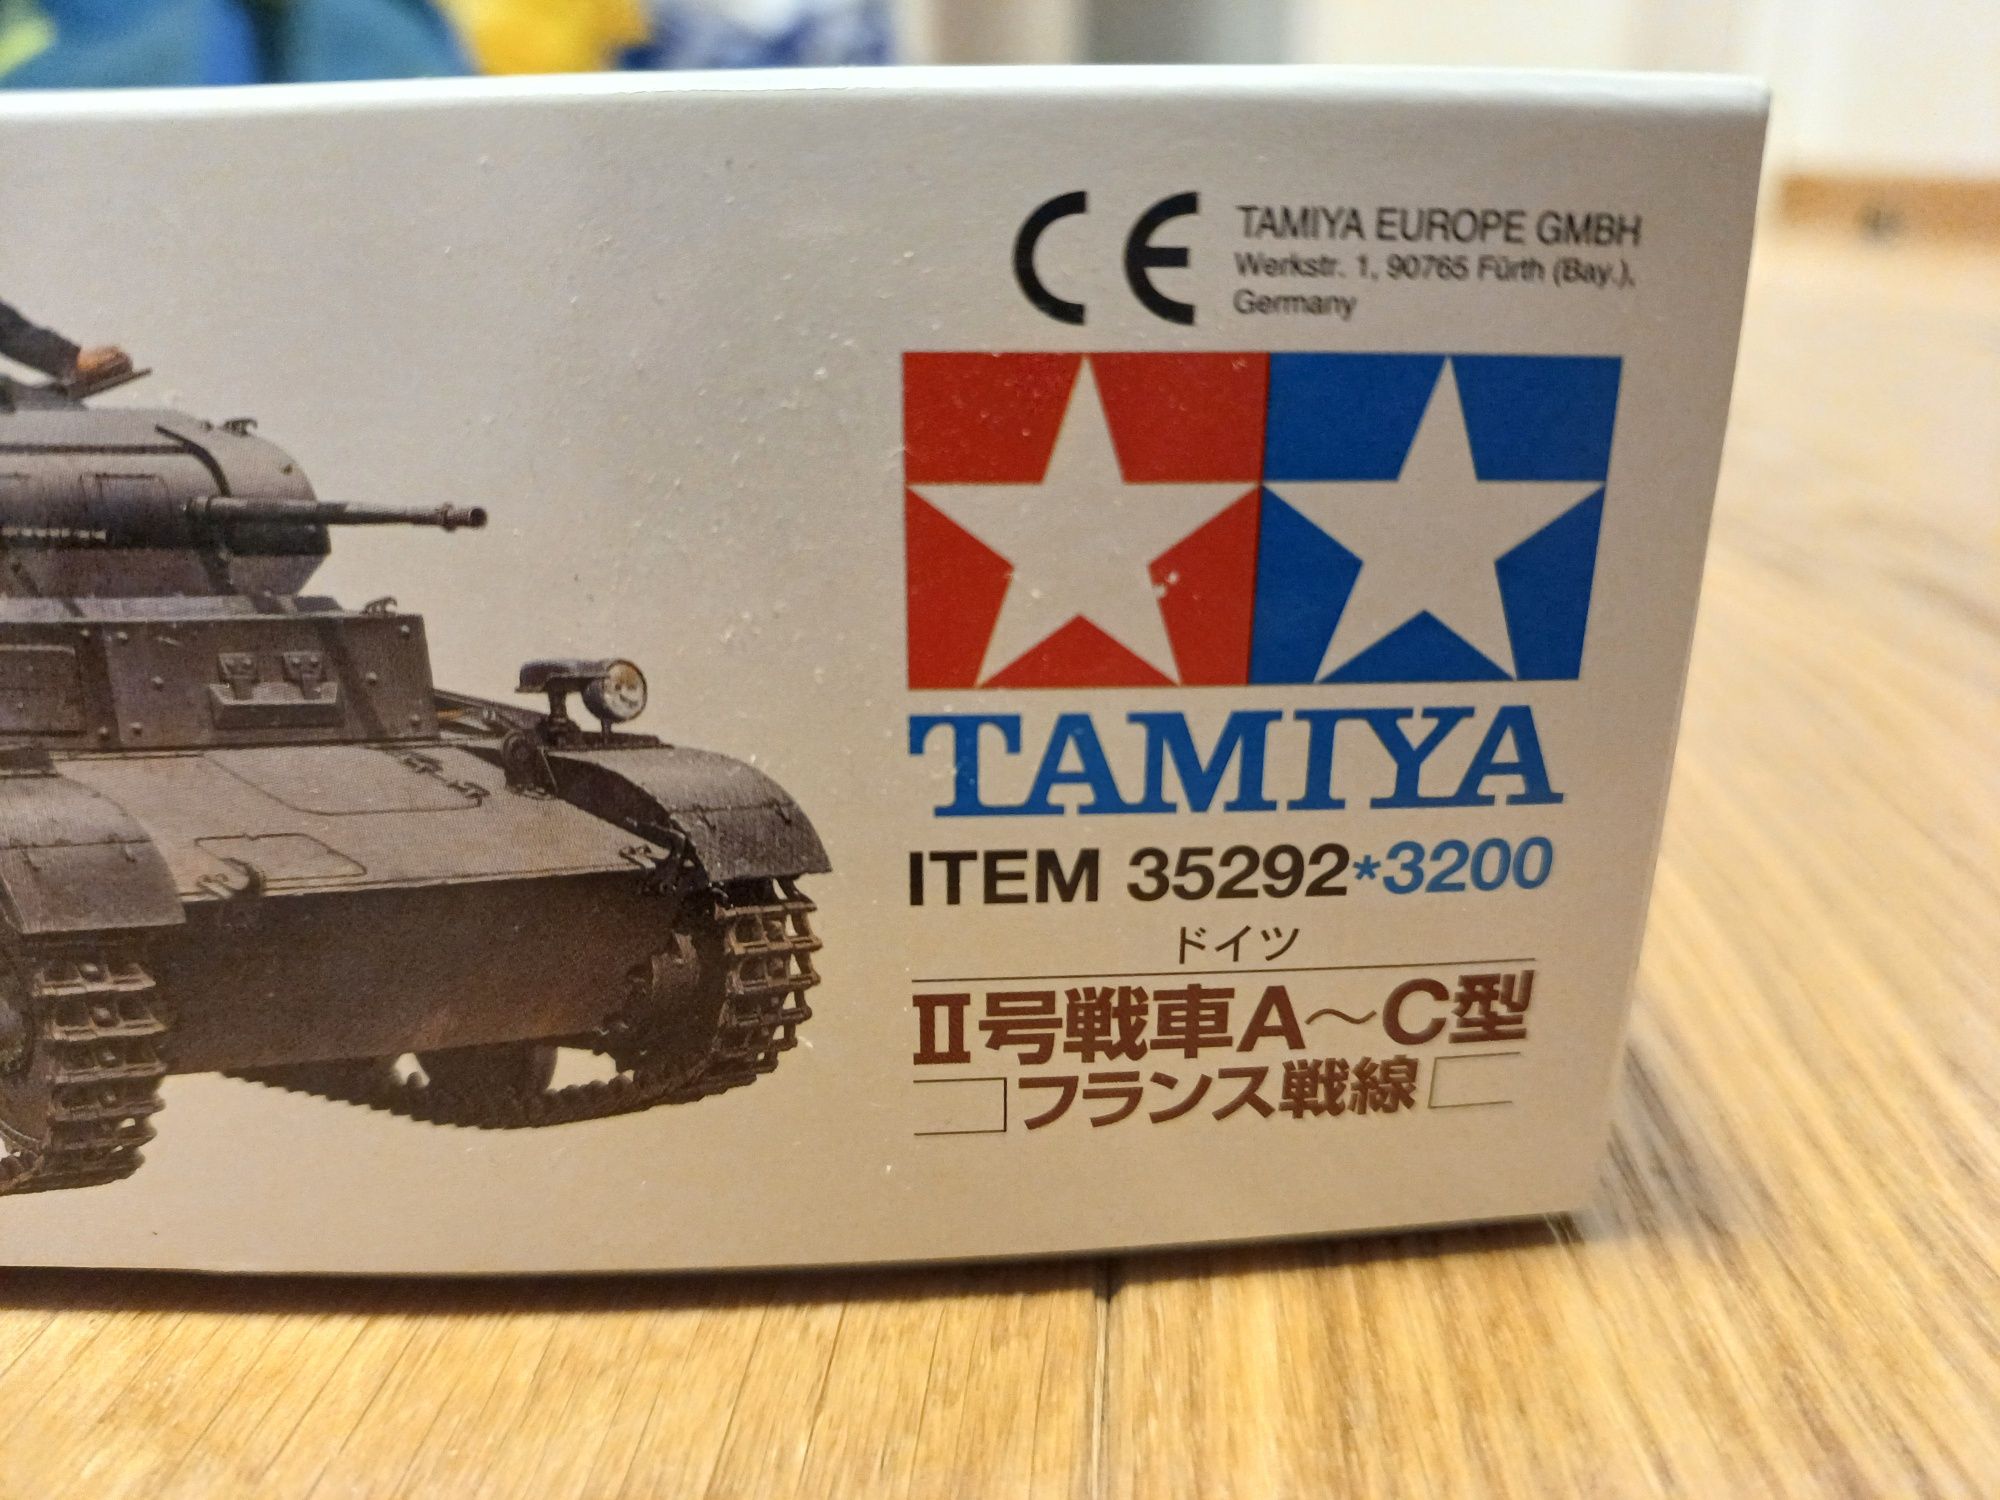 CE
TAMIYA EUROPE GMBH
Werkstr. 1, 90765 Fürth (Bay.),
Germany
TAMIYA
ITEM 35292*3200
ドイツ
II号戦車A～C型
フランス戦線